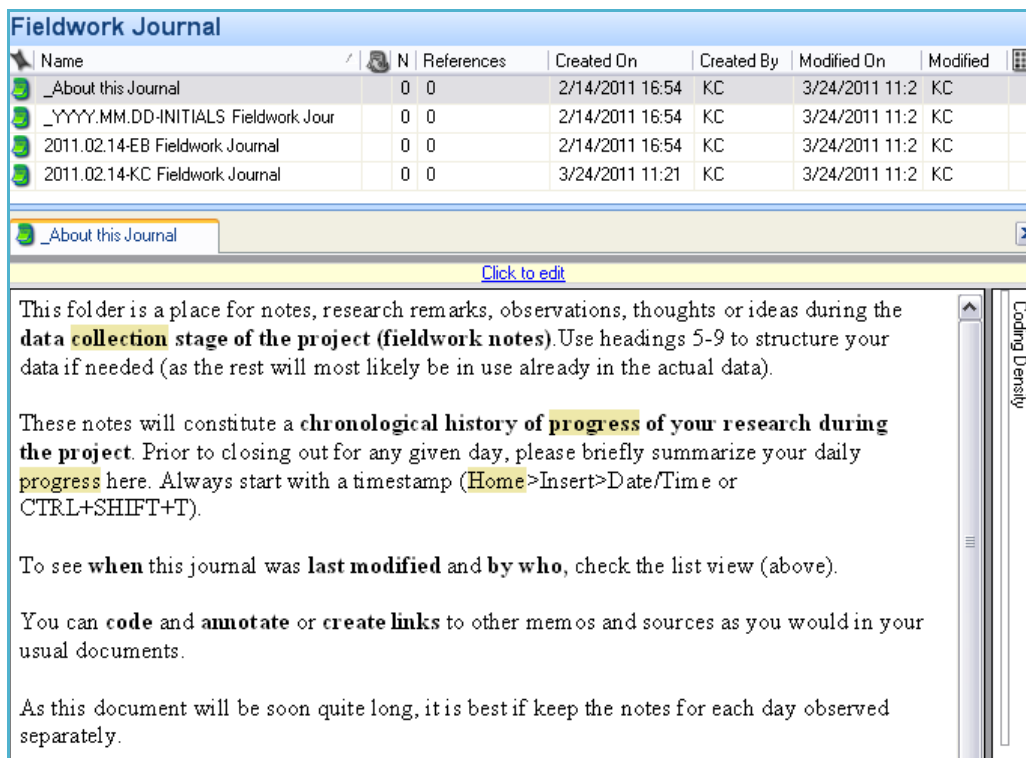 Fieldwork Journal
Name / N References Created On Created By Modified On Modified
_About this Journal 0 0 2/14/2011 16:54 KC 3/24/2011 11:2 KC
_YYYY.MM.DD-INITIALS Fieldwork Jour 0 0 2/14/2011 16:54 KC 3/24/2011 11:2 KC
2011.02.14-EB Fieldwork Journal 0 0 2/14/2011 16:54 KC 3/24/2011 11:2 KC
2011.02.14-KC Fieldwork Journal 0 0 3/24/2011 11:21 KC 3/24/2011 11:2 KC
_About this Journal
Click to edit
This folder is a place for notes, research remarks, observations, thoughts or ideas during the
data collection stage of the project (fieldwork notes).Use headings 5-9 to structure your
data if needed (as the rest will most likely be in use already in the actual data).
These notes will constitute a chronological history of progress of your research during
the project. Prior to closing out for any given day, please briefly summarize your daily
progress here. Always start with a timestamp (Home>Insert>Date/Time or
CTRL+SHIFT+T).
To see when this journal was last modified and by who, check the list view (above).
You can code and annotate or create links to other memos and sources as you would in your
usual documents.
As this document will be soon quite long, it is best if keep the notes for each day observed
separately.
Coding Density